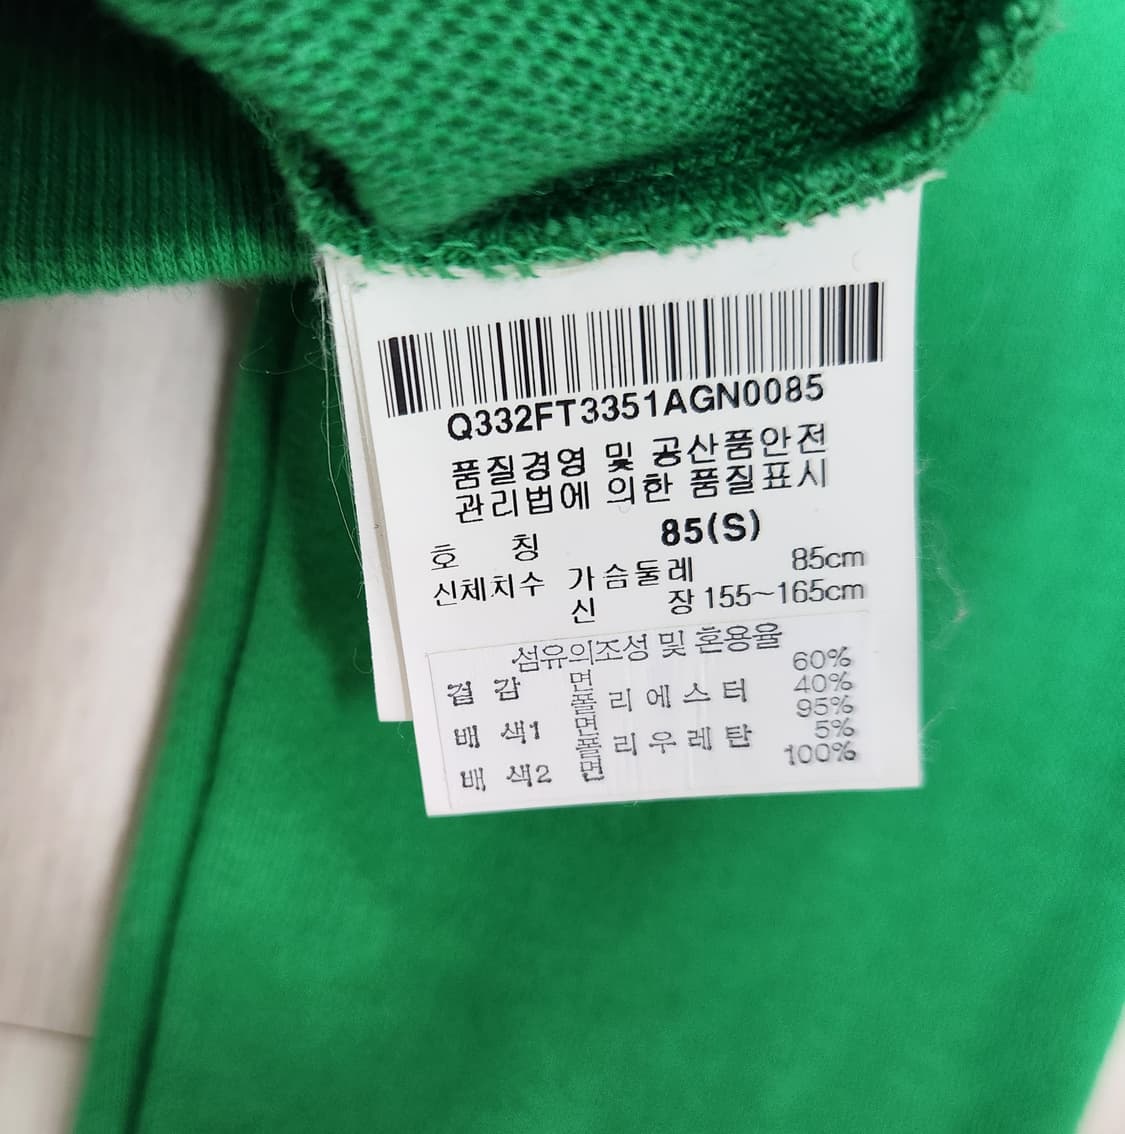 Q332FT3351AGN0085
품질경영 및 공산품안전
관리법에 의한 품질표시
호 칭 85(S)
신체치수 가슴둘레 85cm
신 장 155~165cm
섬유의조성 및 혼용율
겉 감 면 60%
폴리에스터 40%
배 색1 면 95%
폴리우레탄 5%
배 색2 면 100%